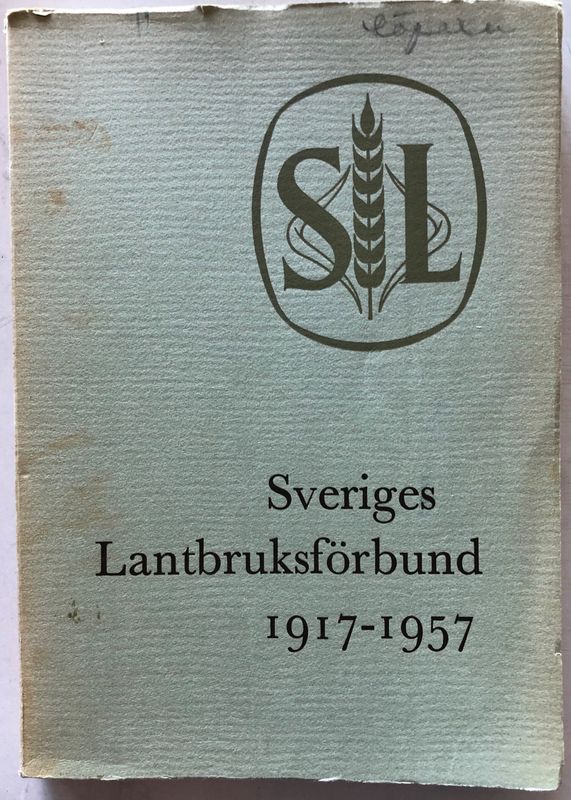 SL
Sveriges
Lantbruksförbund
1917-1957